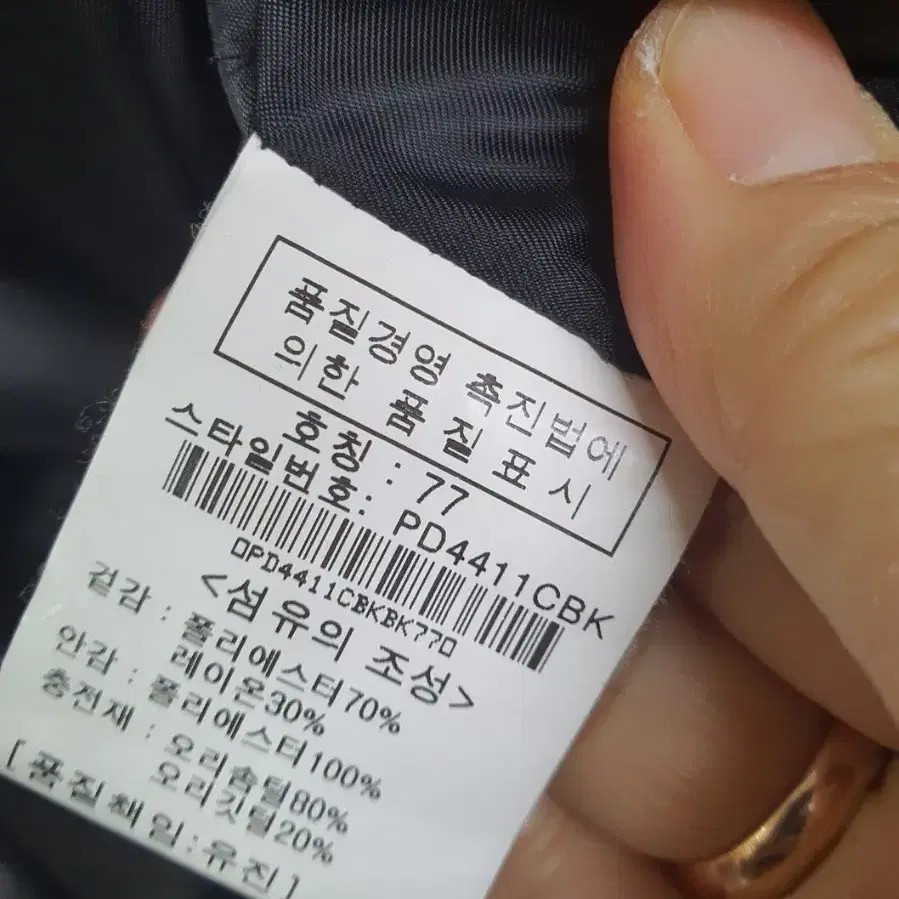 품질경영 촉진법에
의한 품질표시
호칭 : 77
스타일번호: PD4411CBK
PD4411CBKBK77
<섬유의 조성>
겉감 : 폴리에스터70%
레이온30%
안감 : 폴리에스터100%
충전재 : 오리솜털80%
오리깃털20%
[품질책임:유진]